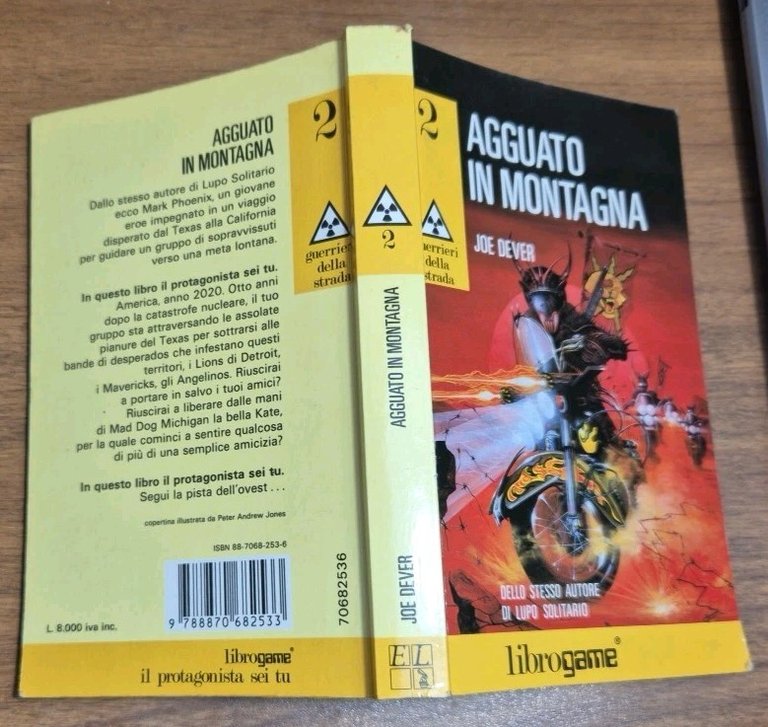 AGGUATO
IN MONTAGNA
Dallo stesso autore di Lupo Solitario
ecco Mark Phoenix, un giovane
eroe impegnato in un viaggio
disperato dal Texas alla California
per guidare un gruppo di sopravvissuti
verso una meta lontana.
In questo libro il protagonista sei tu.
America, anno 2020. Otto anni
dopo la catastrofe nucleare, il tuo
gruppo sta attraversando le assolate
pianure del Texas per sottrarsi alle
bande di desperados che infestano questi
territori, i Lions di Detroit,
i Mavericks, gli Angelinos. Riuscirai
a portare in salvo i tuoi amici?
Riuscirai a liberare dalle mani
di Mad Dog Michigan la bella Kate,
per la quale cominci a sentire qualcosa
di più di una semplice amicizia?
In questo libro il protagonista sei tu.
Segui la pista dell'ovest . . .
copertina illustrata da Peter Andrew Jones
ISBN 88-7068-253-6
9 788870 682533
70682536
L. 8.000 iva inc.
librogame®
il protagonista sei tu
2
guerrieri
della
strada
2
AGGUATO IN MONTAGNA
JOE DEVER
E L
2
guerrieri
della
strada
AGGUATO
IN MONTAGNA
JOE DEVER
DELLO STESSO AUTORE
DI LUPO SOLITARIO
librogame®